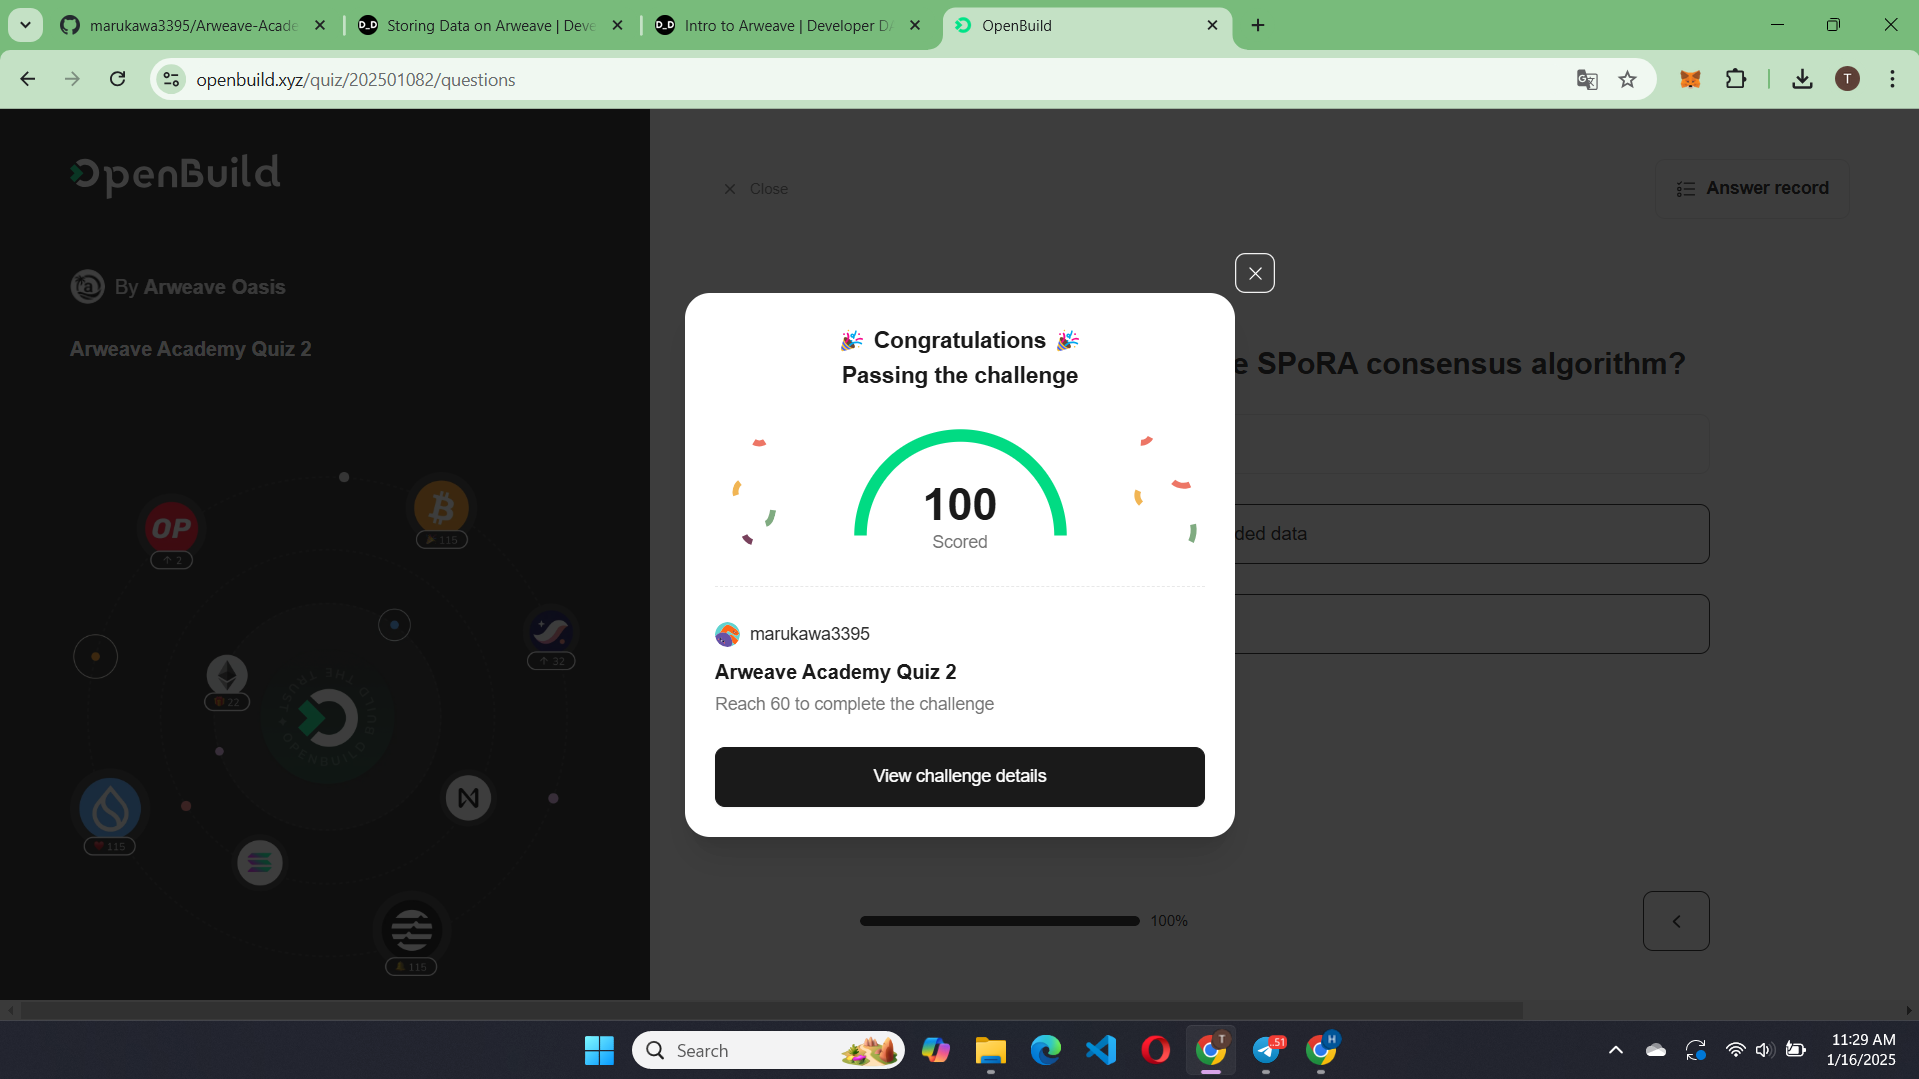 marukawa3395/Arweave-Acade
Storing Data on Arweave | Deve
Intro to Arweave | Developer DA
OpenBuild
openbuild.xyz/quiz/202501082/questions
T
OpenBuild
Close
Answer record
By Arweave Oasis
Arweave Academy Quiz 2
e SPoRA consensus algorithm?
ded data
🎉 Congratulations 🎉
Passing the challenge
100
Scored
marukawa3395
Arweave Academy Quiz 2
Reach 60 to complete the challenge
View challenge details
OP
2
115
32
22
115
115
100%
Search
T
51
H
11:29 AM
1/16/2025